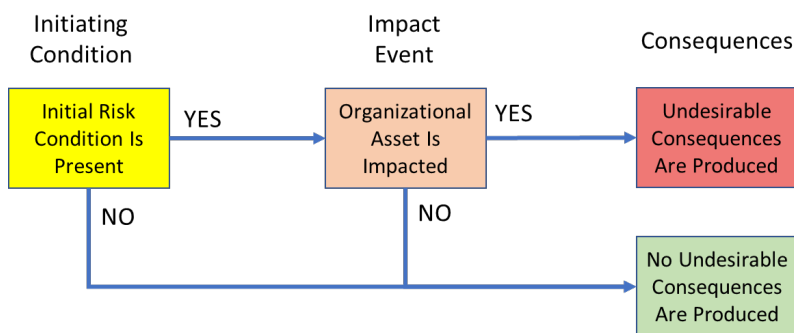 Initiating
Condition
Impact
Event
Consequences
Initial Risk
Condition Is
Present
YES
Organizational
Asset Is
Impacted
YES
Undesirable
Consequences
Are Produced
NO
NO
No Undesirable
Consequences
Are Produced